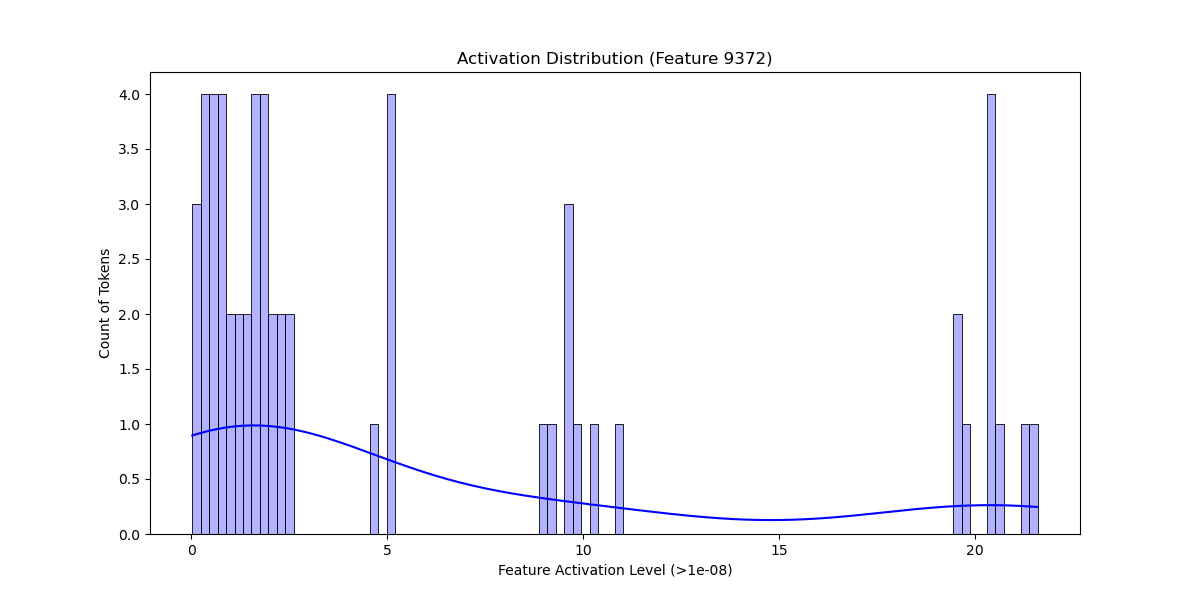 Activation Distribution (Feature 9372)
Count of Tokens
4.0
3.5
3.0
2.5
2.0
1.5
1.0
0.5
0.0
0 5 10 15 20
Feature Activation Level (>1e-08)